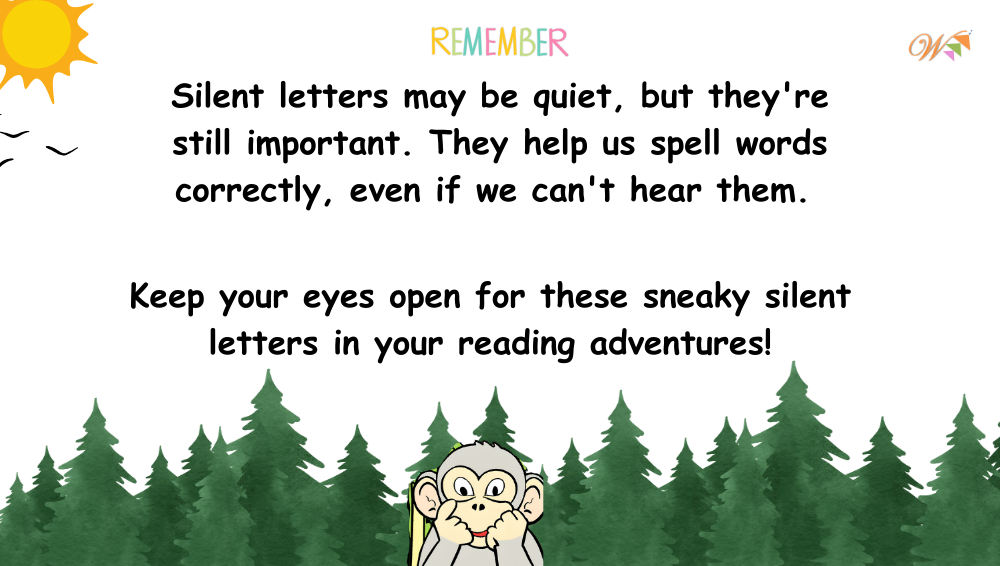 REMEMBER
W
Silent letters may be quiet, but they're
still important. They help us spell words
correctly, even if we can't hear them.
Keep your eyes open for these sneaky silent
letters in your reading adventures!